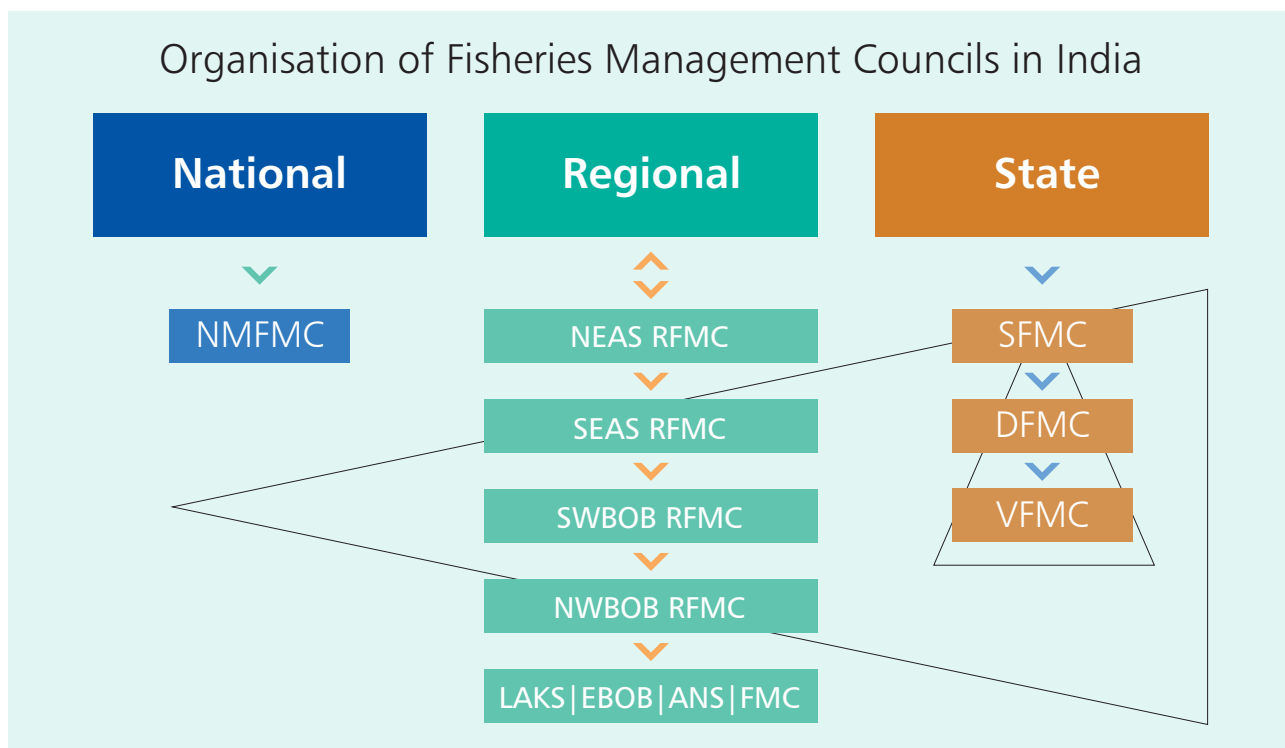 Organisation of Fisheries Management Councils in India
National
Regional
State
NMFMC
NEAS RFMC
SEAS RFMC
SWBOB RFMC
NWBOB RFMC
LAKS|EBOB|ANS|FMC
SFMC
DFMC
VFMC